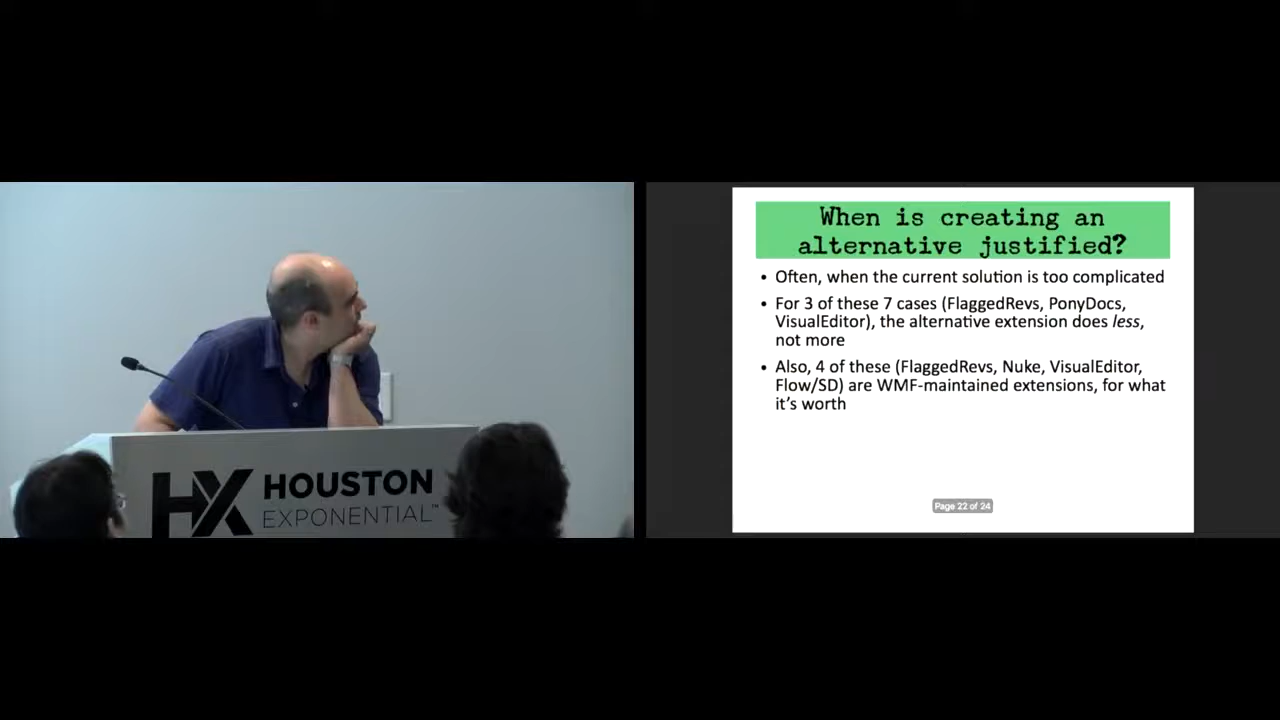 HX HOUSTON
EXPONENTIAL™
When is creating an
alternative justified?
• Often, when the current solution is too complicated
• For 3 of these 7 cases (FlaggedRevs, PonyDocs,
VisualEditor), the alternative extension does less,
not more
• Also, 4 of these (FlaggedRevs, Nuke, VisualEditor,
Flow/SD) are WMF-maintained extensions, for what
it's worth
Page 22 of 24